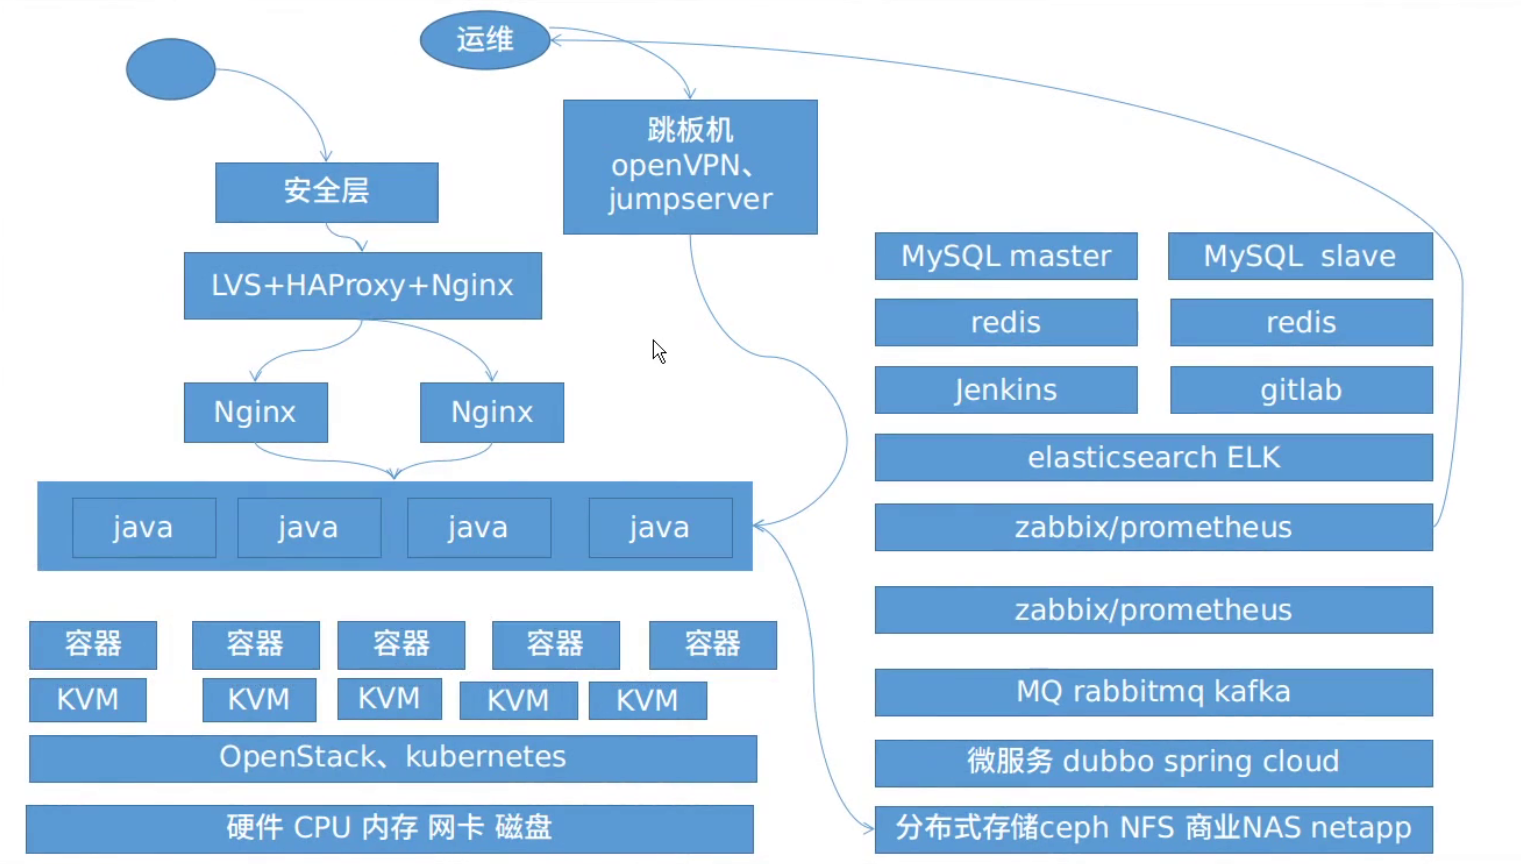 运维
跳板机
openVPN、
jumpserver
安全层
LVS+HAProxy+Nginx
Nginx
Nginx
java
java
java
java
容器
容器
容器
容器
容器
KVM
KVM
KVM
KVM
KVM
OpenStack、kubernetes
硬件 CPU 内存 网卡 磁盘
MySQL master
MySQL slave
redis
redis
Jenkins
gitlab
elasticsearch ELK
zabbix/prometheus
zabbix/prometheus
MQ rabbitmq kafka
微服务 dubbo spring cloud
分布式存储ceph NFS 商业NAS netapp